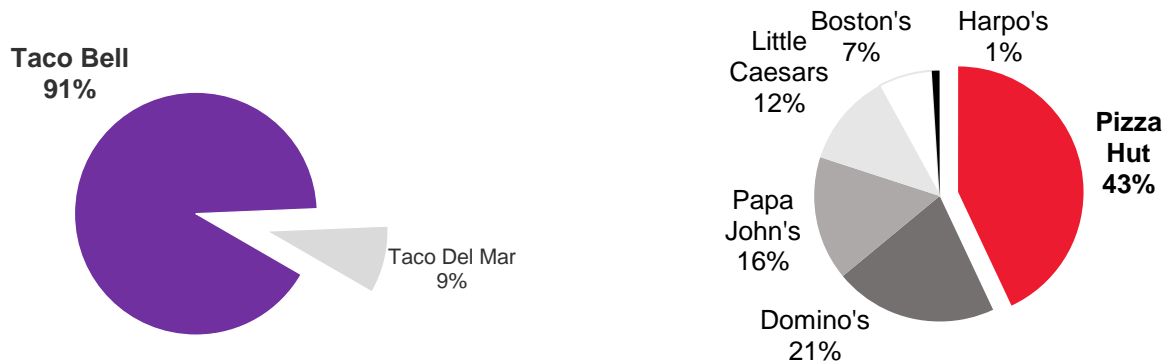 Taco Bell
91%
Taco Del Mar
9%
Boston's
7%
Harpo's
1%
Little
Caesars
12%
Pizza
Hut
43%
Papa
John's
16%
Domino's
21%